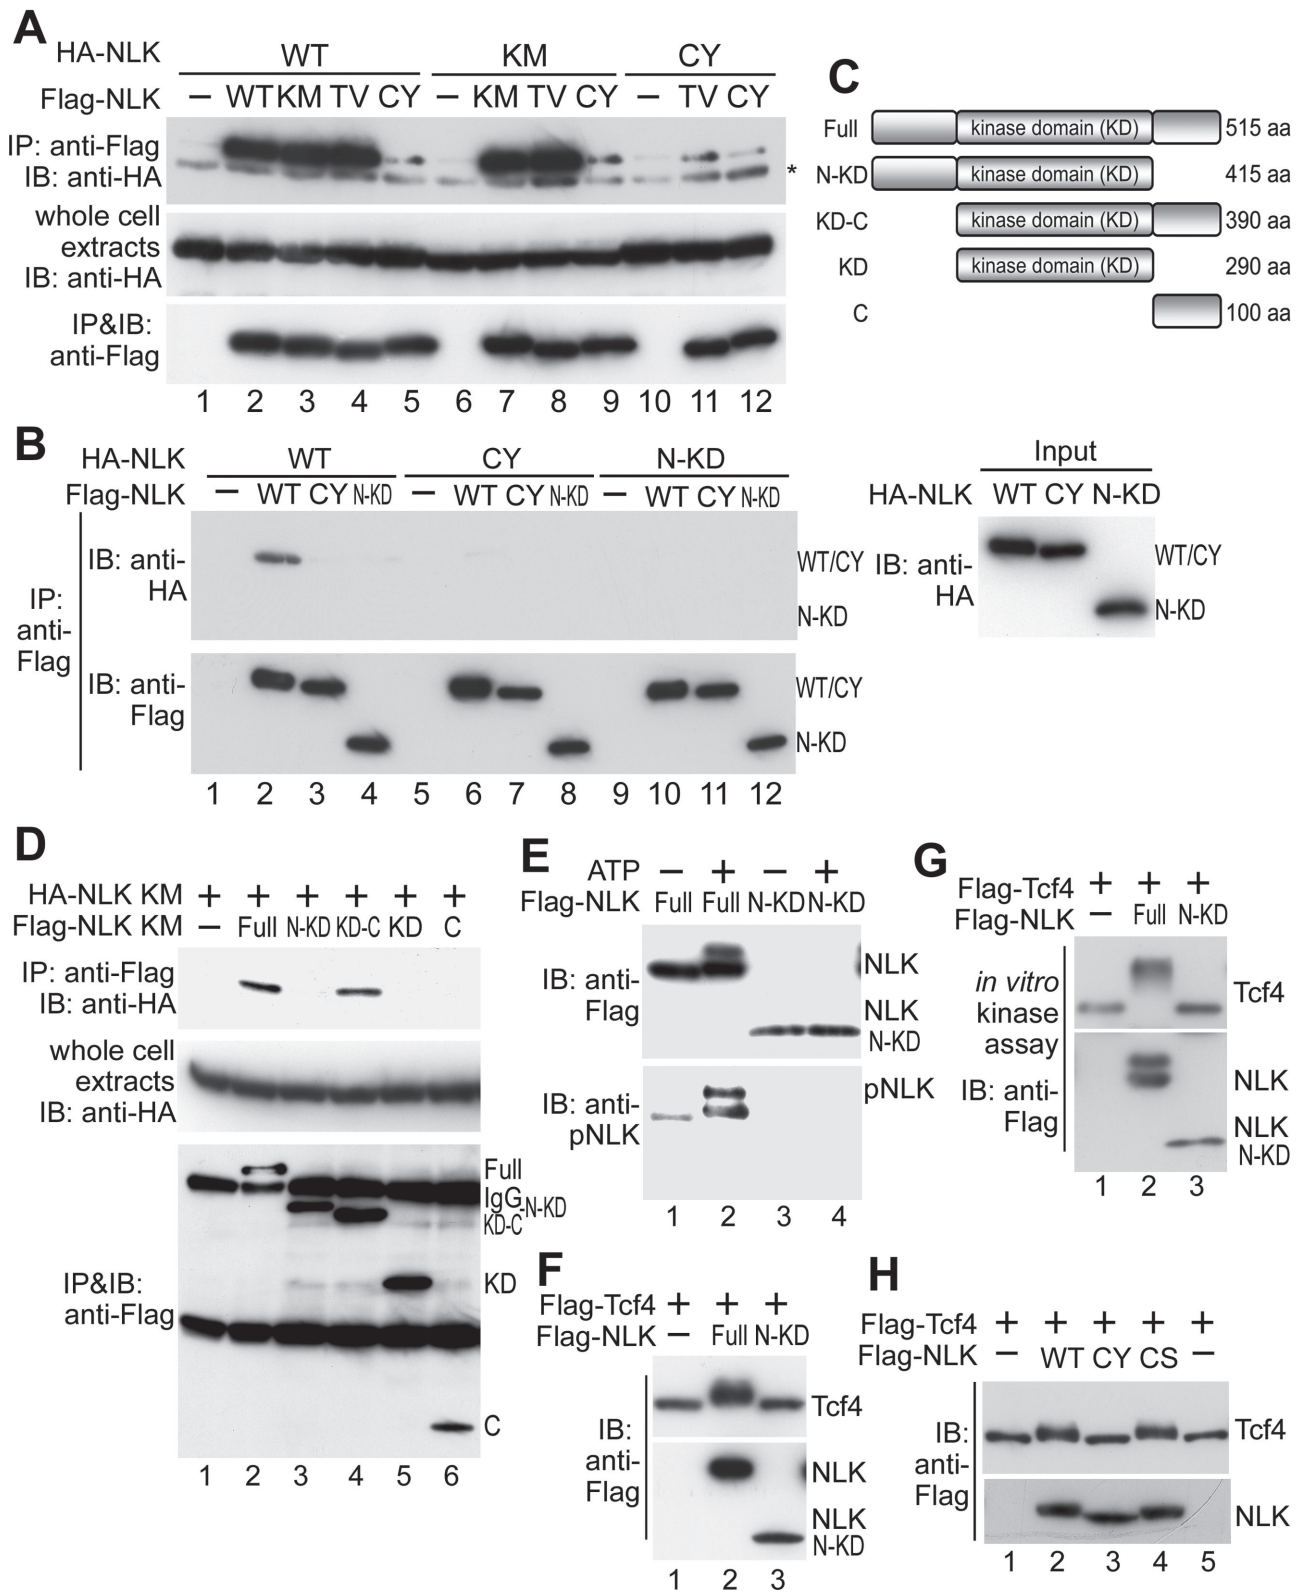 A
HA-NLK WT KM CY
Flag-NLK – WT KM TV CY – KM TV CY – TV CY
IP: anti-Flag
IB: anti-HA
*
whole cell
extracts
IB: anti-HA
IP&IB:
anti-Flag
1 2 3 4 5 6 7 8 9 10 11 12
C
Full kinase domain (KD) 515 aa
N-KD kinase domain (KD) 415 aa
KD-C kinase domain (KD) 390 aa
KD kinase domain (KD) 290 aa
C 100 aa
B
HA-NLK WT CY N-KD
Flag-NLK – WT CY N-KD – WT CY N-KD – WT CY N-KD
IP:
anti-
Flag
IB: anti-
HA
WT/CY
N-KD
IB: anti-
Flag
WT/CY
N-KD
1 2 3 4 5 6 7 8 9 10 11 12
Input
HA-NLK WT CY N-KD
IB: anti-
HA
WT/CY
N-KD
D
HA-NLK KM + + + + + +
Flag-NLK KM – Full N-KD KD-C KD C
IP: anti-Flag
IB: anti-HA
whole cell
extracts
IB: anti-HA
Full
IgG -N-KD
KD-C
IP&IB:
anti-Flag
KD
C
1 2 3 4 5 6
E
ATP – + – +
Flag-NLK Full Full N-KD N-KD
IB: anti-
Flag
NLK
NLK
N-KD
IB: anti-
pNLK
pNLK
1 2 3 4
G
Flag-Tcf4 + + +
Flag-NLK – Full N-KD
in vitro
kinase
assay
IB: anti-
Flag
Tcf4
NLK
NLK
N-KD
1 2 3
F
Flag-Tcf4 + + +
Flag-NLK – Full N-KD
IB:
anti-
Flag
Tcf4
NLK
NLK
N-KD
1 2 3
H
Flag-Tcf4 + + + + +
Flag-NLK – WT CY CS –
IB:
anti-
Flag
Tcf4
NLK
1 2 3 4 5